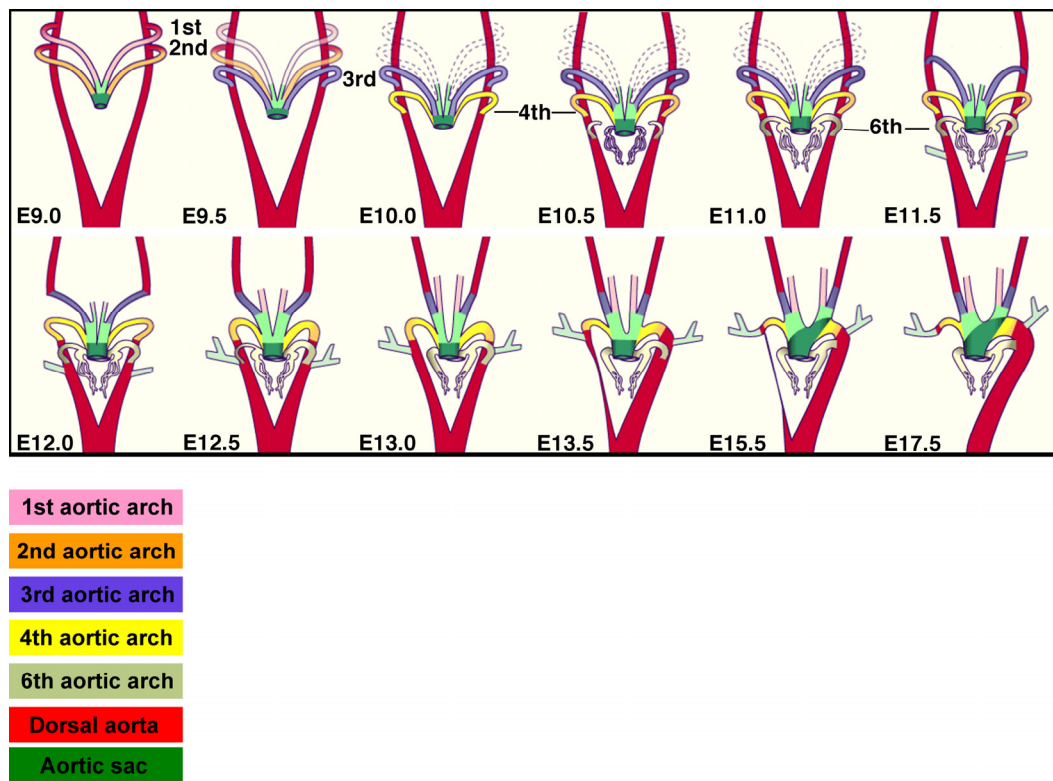 1st
2nd
3rd
4th
6th
E9.0
E9.5
E10.0
E10.5
E11.0
E11.5
E12.0
E12.5
E13.0
E13.5
E15.5
E17.5
1st aortic arch
2nd aortic arch
3rd aortic arch
4th aortic arch
6th aortic arch
Dorsal aorta
Aortic sac